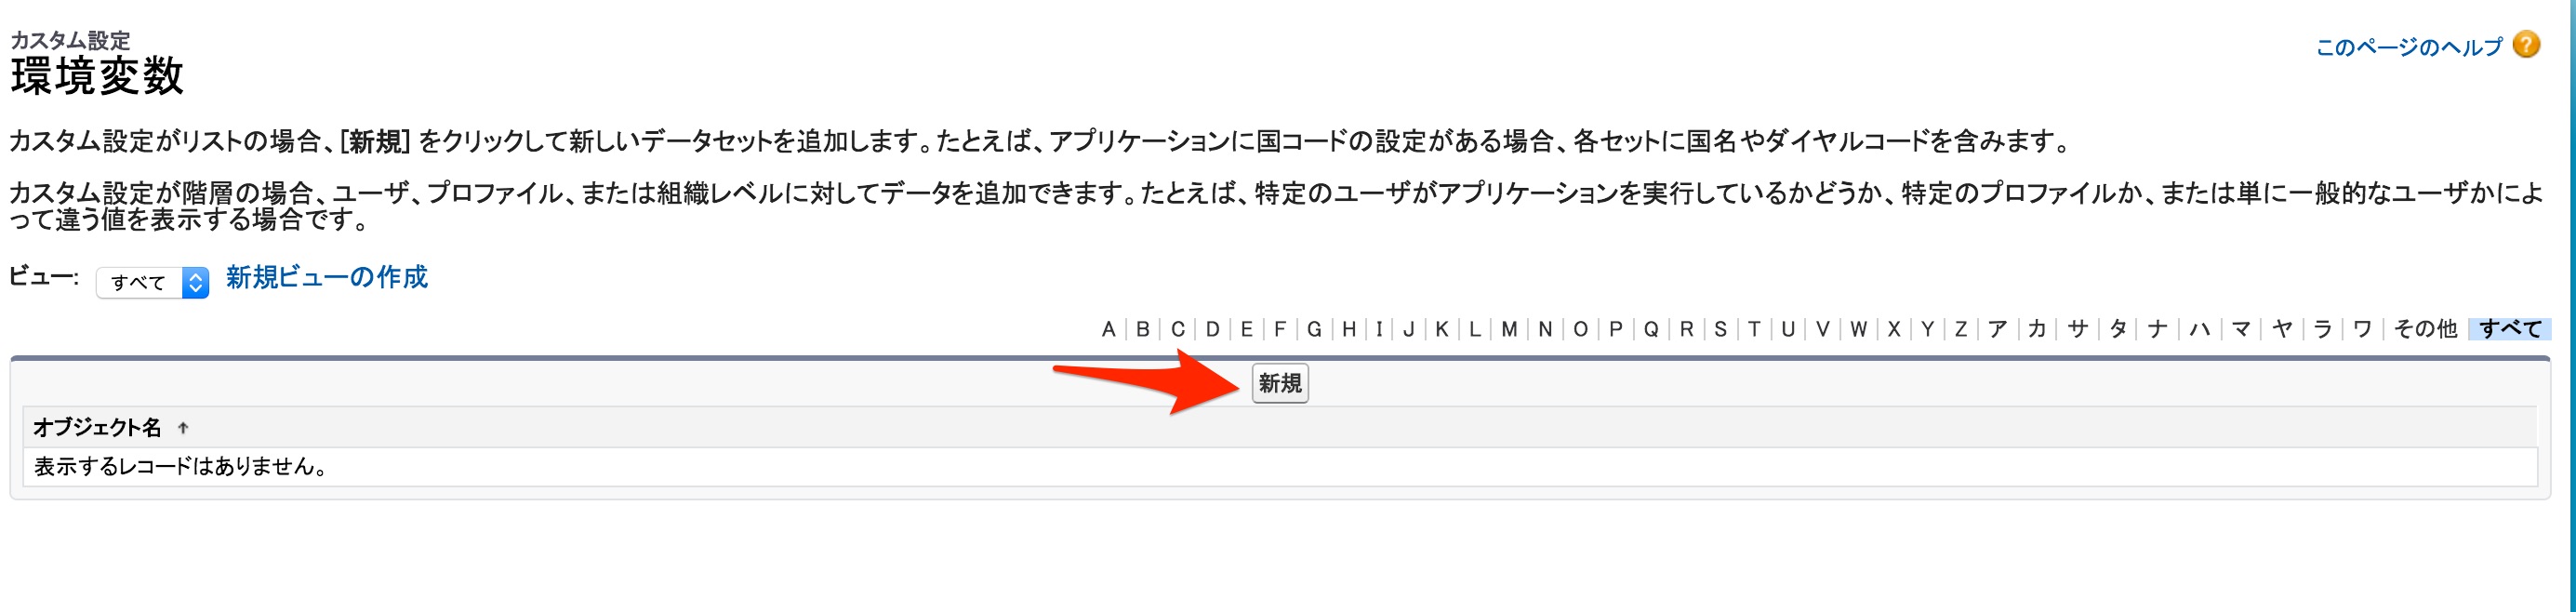 カスタム設定
環境変数
このページのヘルプ ?
カスタム設定がリストの場合、[新規] をクリックして新しいデータセットを追加します。たとえば、アプリケーションに国コードの設定がある場合、各セットに国名やダイヤルコードを含みます。
カスタム設定が階層の場合、ユーザ、プロファイル、または組織レベルに対してデータを追加できます。たとえば、特定のユーザがアプリケーションを実行しているかどうか、特定のプロファイルか、または単に一般的なユーザかによ
って違う値を表示する場合です。
ビュー: すべて 新規ビューの作成
A | B | C | D | E | F | G | H | I | J | K | L | M | N | O | P | Q | R | S | T | U | V | W | X | Y | Z | ア | カ | サ | タ | ナ | ハ | マ | ヤ | ラ | ワ | その他 | すべて
新規
オブジェクト名 ↑
表示するレコードはありません。